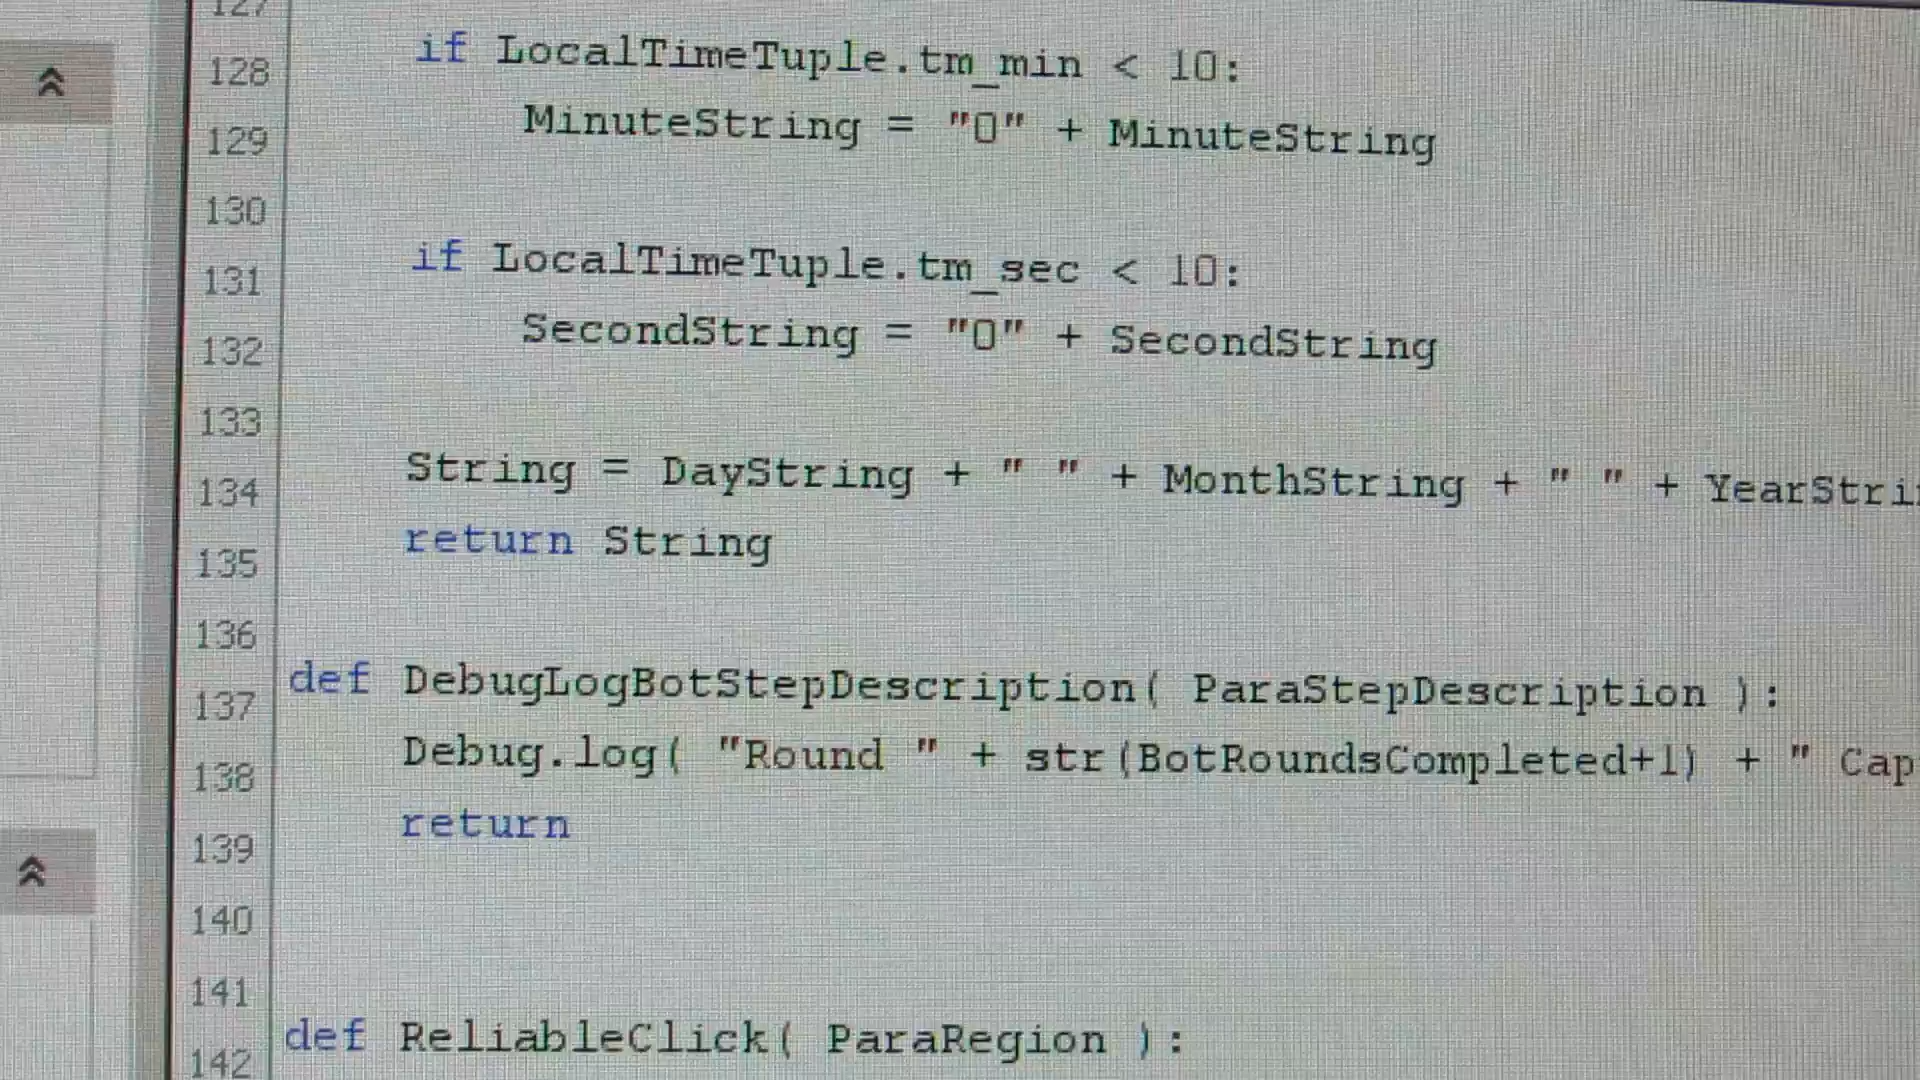 127
128 if LocalTimeTuple.tm_min < 10:
129 MinuteString = "0" + MinuteString
130
131 if LocalTimeTuple.tm_sec < 10:
132 SecondString = "0" + SecondString
133
134 String = DayString + " " + MonthString + " " + YearStri
135 return String
136
137 def DebugLogBotStepDescription( ParaStepDescription ):
138 Debug.log( "Round " + str(BotRoundsCompleted+1) + " Cap
139 return
140
141
142 def ReliableClick( ParaRegion ):